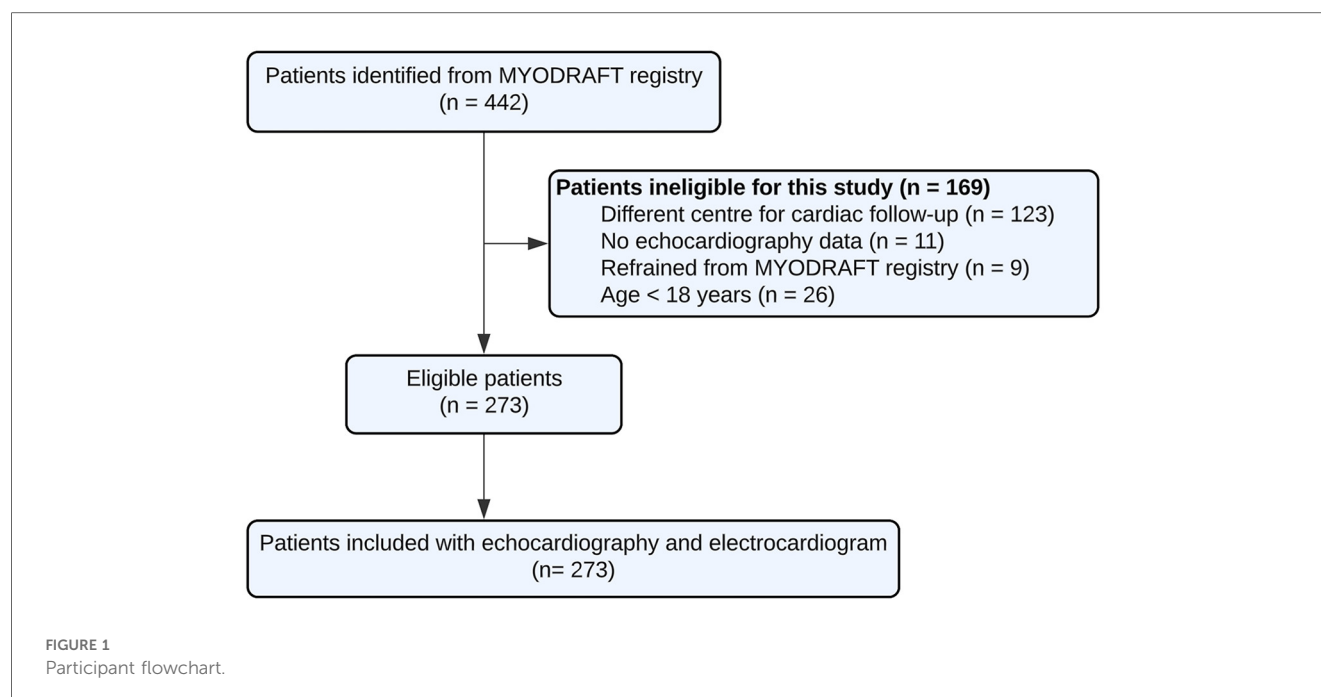 Patients identified from MYODRAFT registry
(n = 442)
Patients ineligible for this study (n = 169)
Different centre for cardiac follow-up (n = 123)
No echocardiography data (n = 11)
Refrained from MYODRAFT registry (n = 9)
Age < 18 years (n = 26)
Eligible patients
(n = 273)
Patients included with echocardiography and electrocardiogram
(n= 273)
FIGURE 1
Participant flowchart.